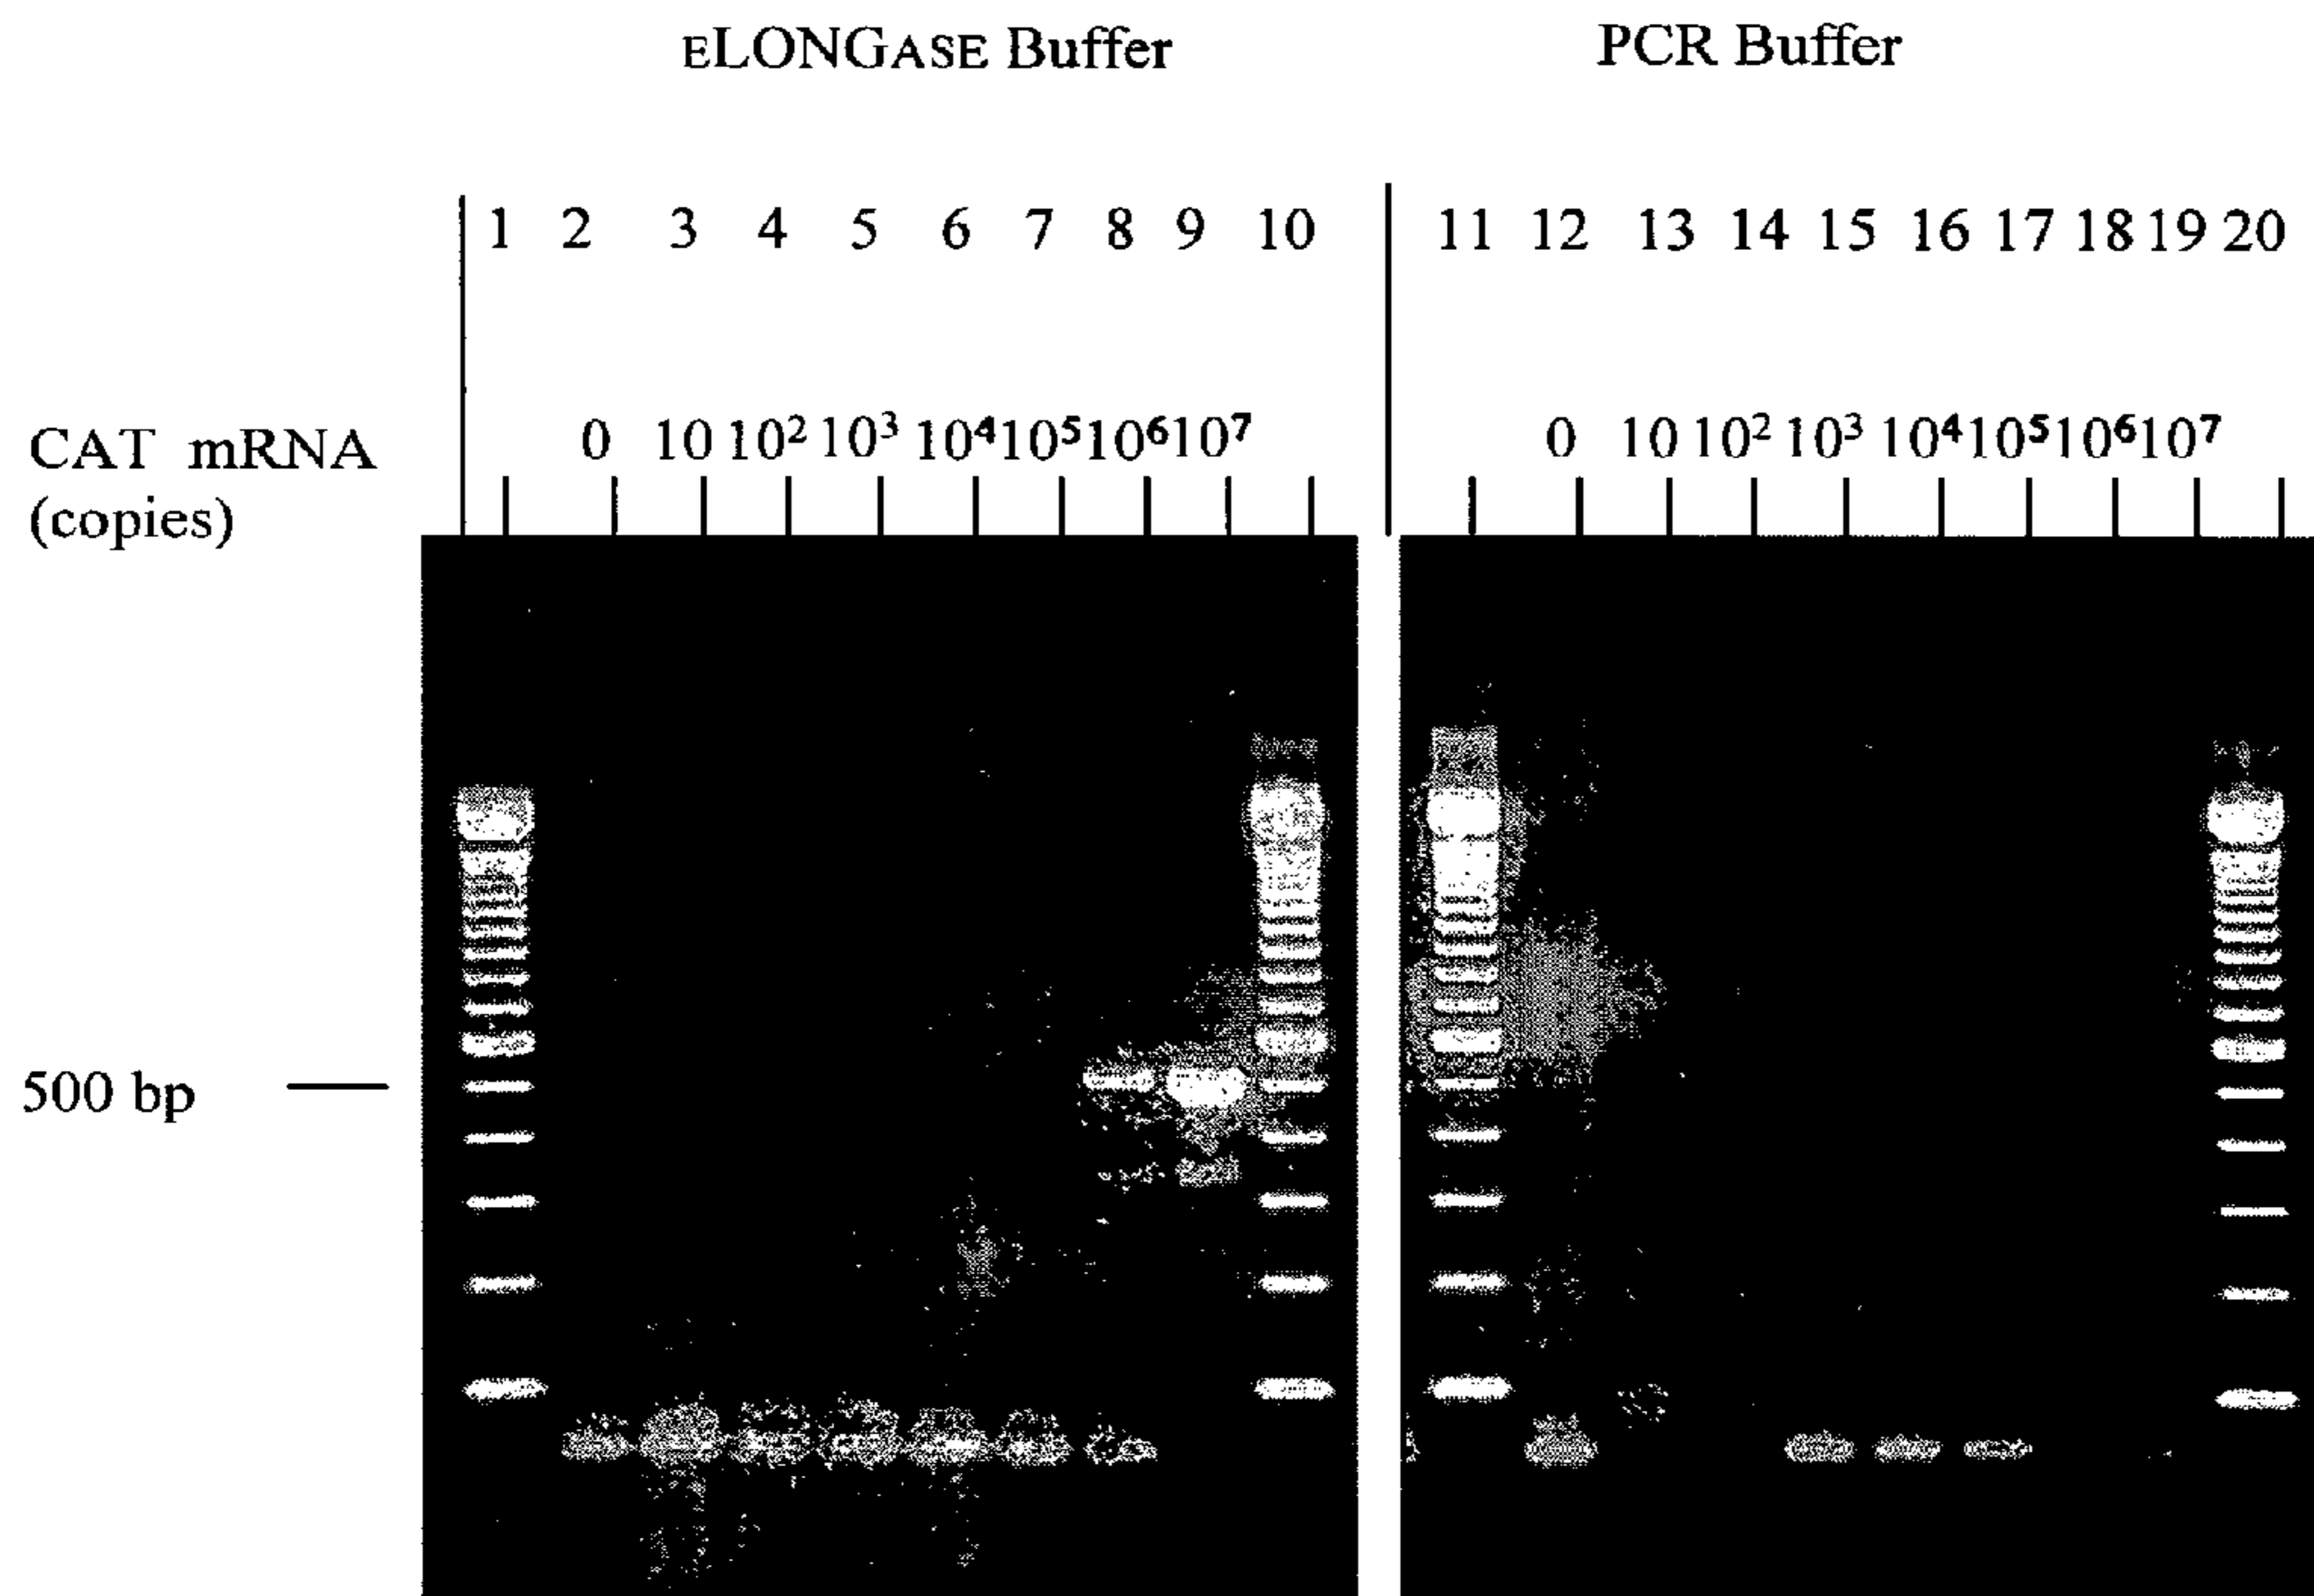 ELONGASE Buffer PCR Buffer
1 2 3 4 5 6 7 8 9 10 11 12 13 14 15 16 17 18 19 20
CAT mRNA (copies) 0 10 10² 10³ 10⁴ 10⁵ 10⁶ 10⁷ 0 10 10² 10³ 10⁴ 10⁵ 10⁶ 10⁷
500 bp